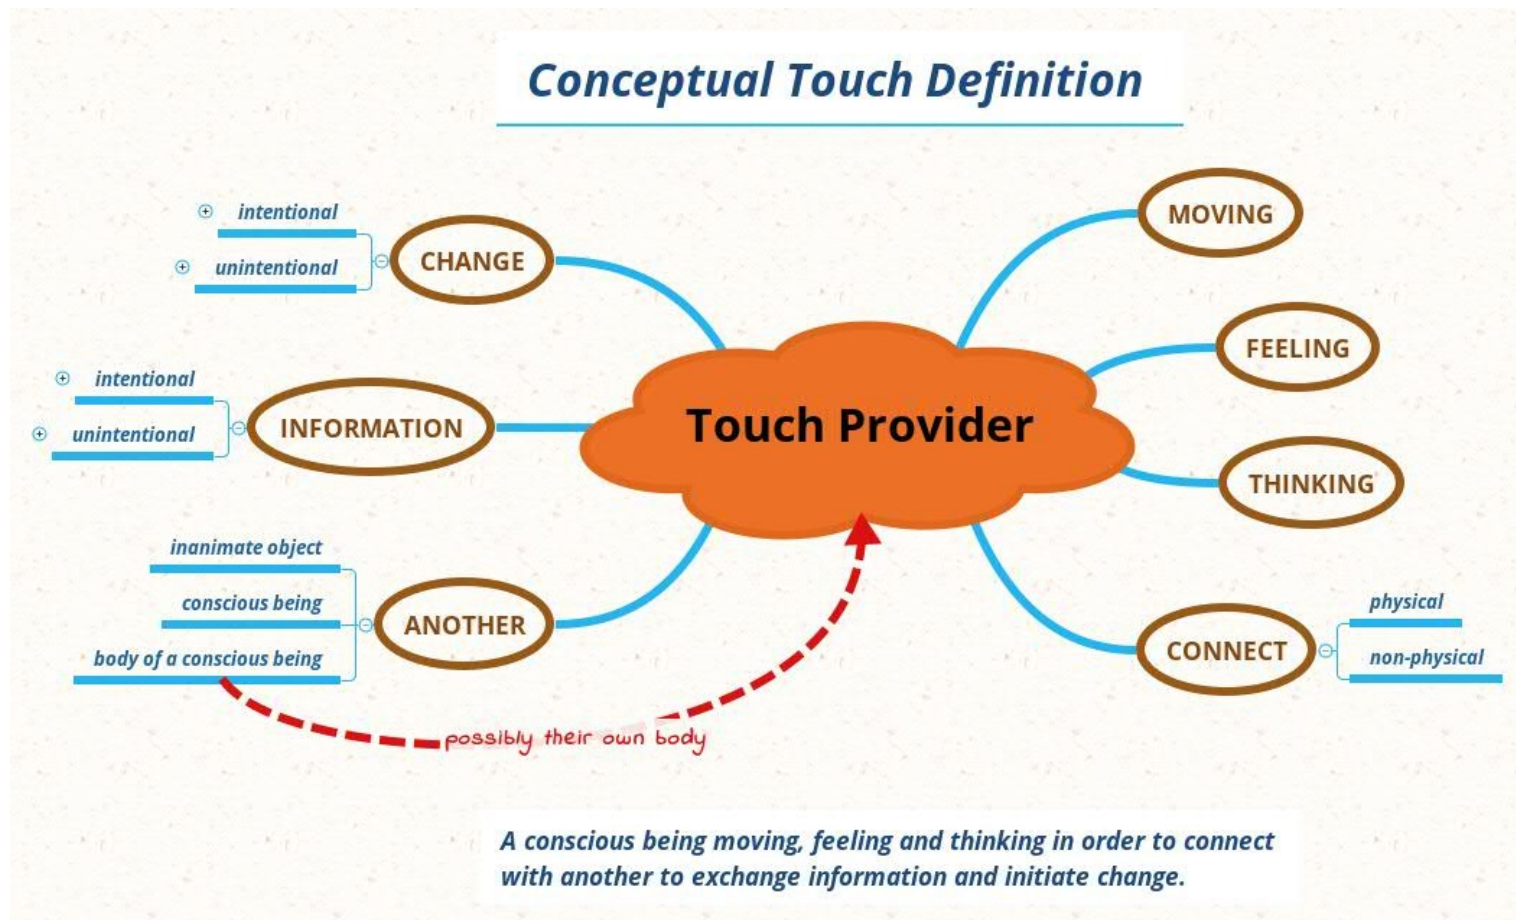 Conceptual Touch Definition
MOVING
intentional
CHANGE
unintentional
FEELING
intentional
INFORMATION
unintentional
Touch Provider
THINKING
inanimate object
conscious being
ANOTHER
body of a conscious being
physical
CONNECT
non-physical
possibly their own body
A conscious being moving, feeling and thinking in order to connect
with another to exchange information and initiate change.